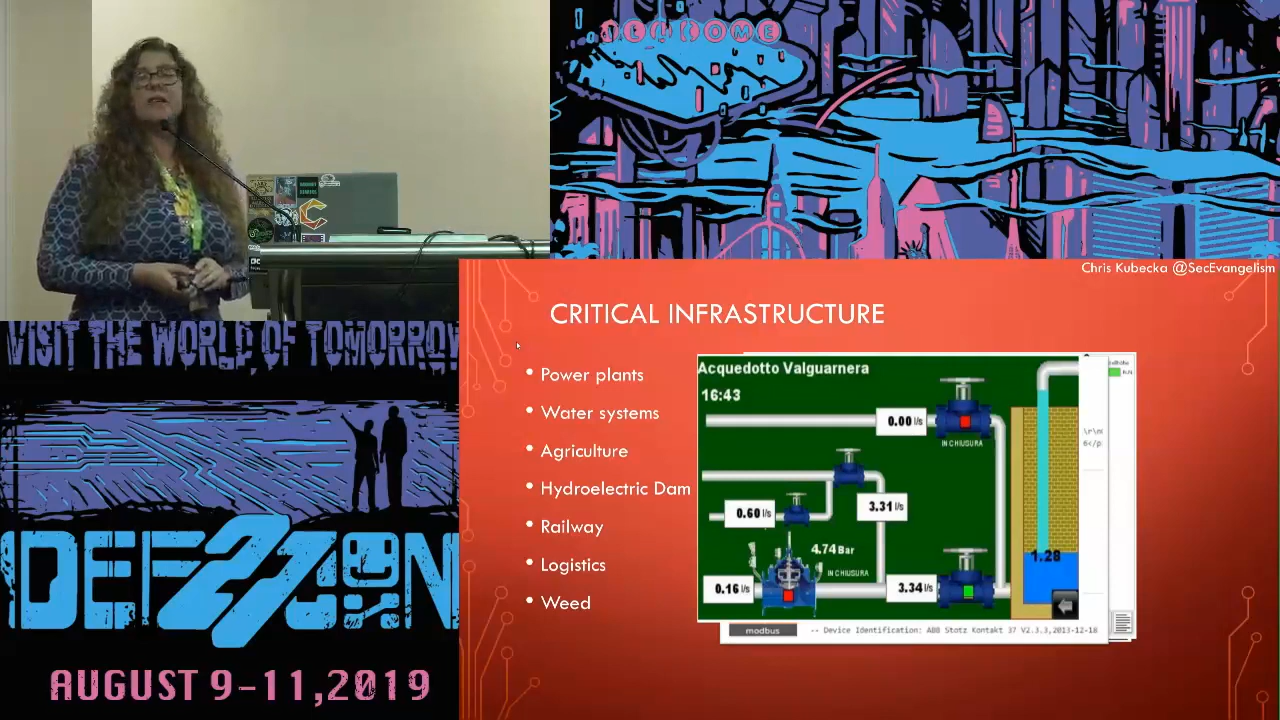 WELCOME
Chris Kubecka @SecEvangelism
CRITICAL INFRASTRUCTURE
• Power plants
• Water systems
• Agriculture
• Hydroelectric Dam
• Railway
• Logistics
• Weed
Acquedotto Valguarnera
16:43
0.00 l/s
IN CHIUSURA
0.60 l/s
3.31 l/s
4.74 Bar
IN CHIUSURA
0.16 l/s
3.34 l/s
1.28
modbus
-- Device Identification: ABB Stotz Kontakt 37 V2.3.3,2013-12-18
VISIT THE WORLD OF TOMORROW
DEF27CON
AUGUST 9-11,2019